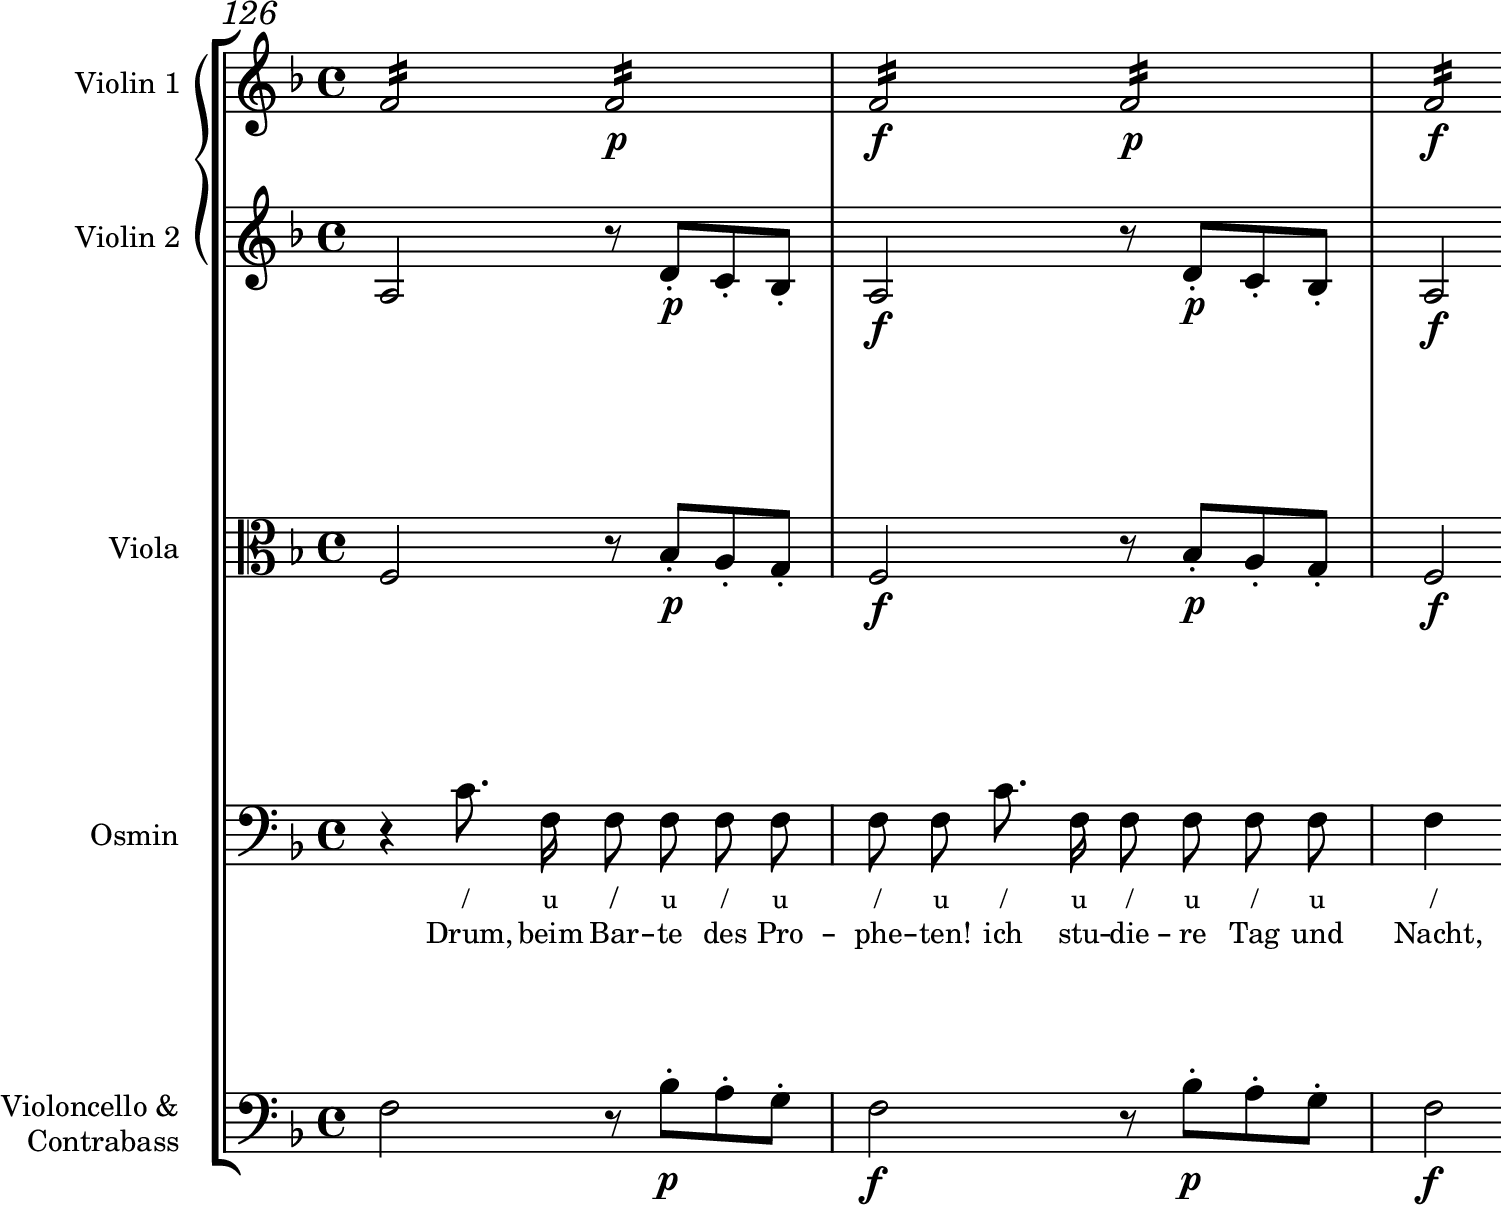 126
Violin 1
p f p f
Violin 2
p f p f
Viola
p f p f
Osmin
/ u / u / u / u / u / u / u /
Drum, beim Bar – te des Pro – phe – ten! ich stu – die – re Tag und Nacht,
Violoncello &
Contrabass
p f p f